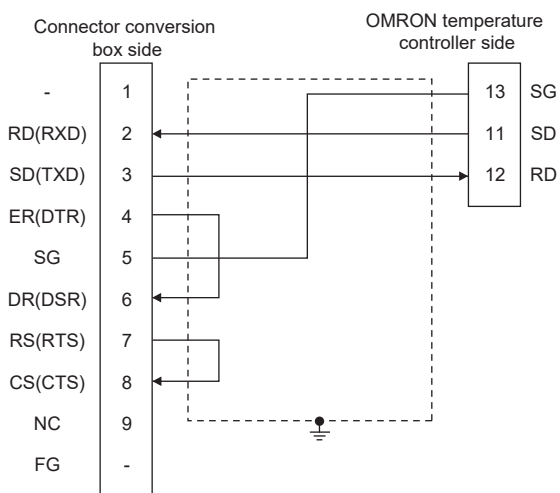 Connector conversion
box side
OMRON temperature
controller side
- 1
RD(RXD) 2
SD(TXD) 3
ER(DTR) 4
SG 5
DR(DSR) 6
RS(RTS) 7
CS(CTS) 8
NC 9
FG -
13 SG
11 SD
12 RD